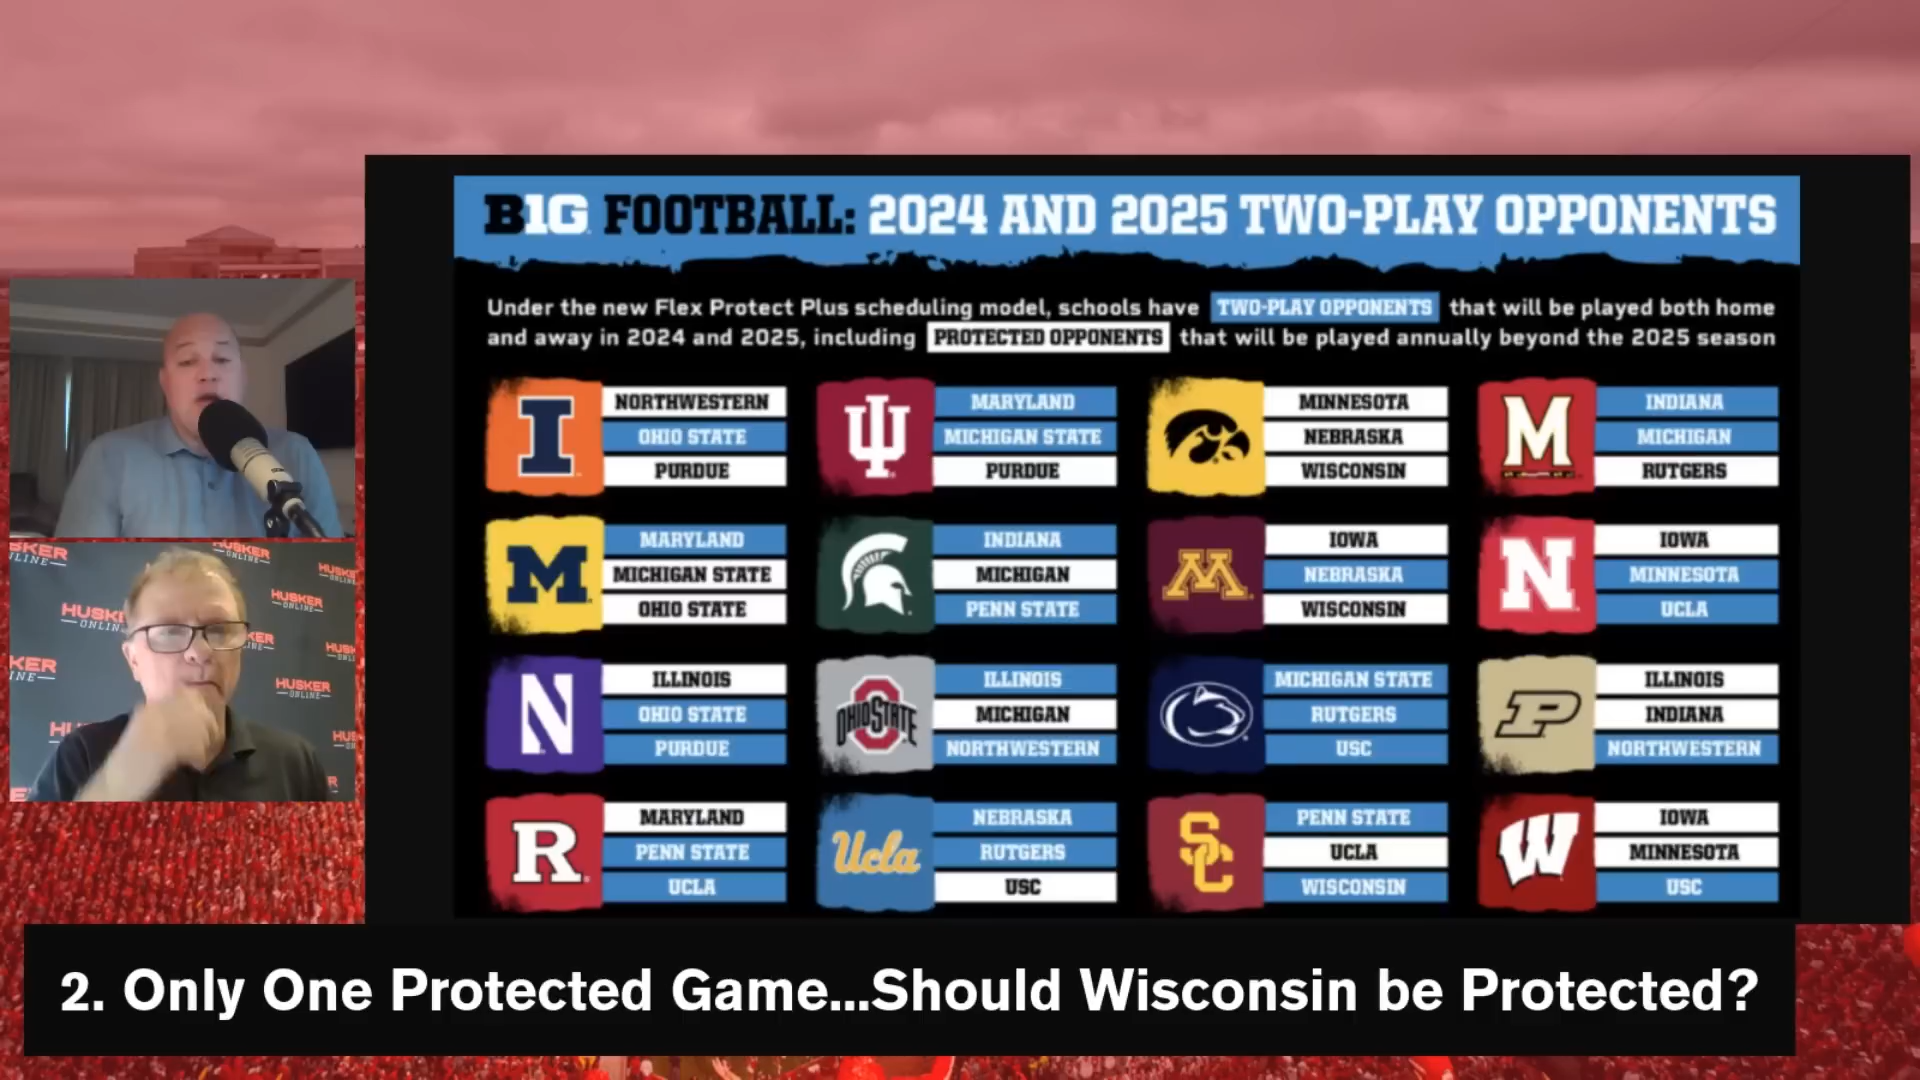 B1G FOOTBALL: 2024 AND 2025 TWO-PLAY OPPONENTS
Under the new Flex Protect Plus scheduling model, schools have TWO-PLAY OPPONENTS that will be played both home
and away in 2024 and 2025, including PROTECTED OPPONENTS that will be played annually beyond the 2025 season
I
NORTHWESTERN
OHIO STATE
PURDUE
IU
MARYLAND
MICHIGAN STATE
PURDUE
MINNESOTA
NEBRASKA
WISCONSIN
M
INDIANA
MICHIGAN
RUTGERS
M
MARYLAND
MICHIGAN STATE
OHIO STATE
INDIANA
MICHIGAN
PENN STATE
M
IOWA
NEBRASKA
WISCONSIN
N
IOWA
MINNESOTA
UCLA
N
ILLINOIS
OHIO STATE
PURDUE
OHIO STATE
ILLINOIS
MICHIGAN
NORTHWESTERN
MICHIGAN STATE
RUTGERS
USC
P
ILLINOIS
INDIANA
NORTHWESTERN
R
MARYLAND
PENN STATE
UCLA
Ucla
NEBRASKA
RUTGERS
USC
SC
PENN STATE
UCLA
WISCONSIN
W
IOWA
MINNESOTA
USC
HUSKER
ONLINE
HUSKER
ONLINE
2. Only One Protected Game...Should Wisconsin be Protected?